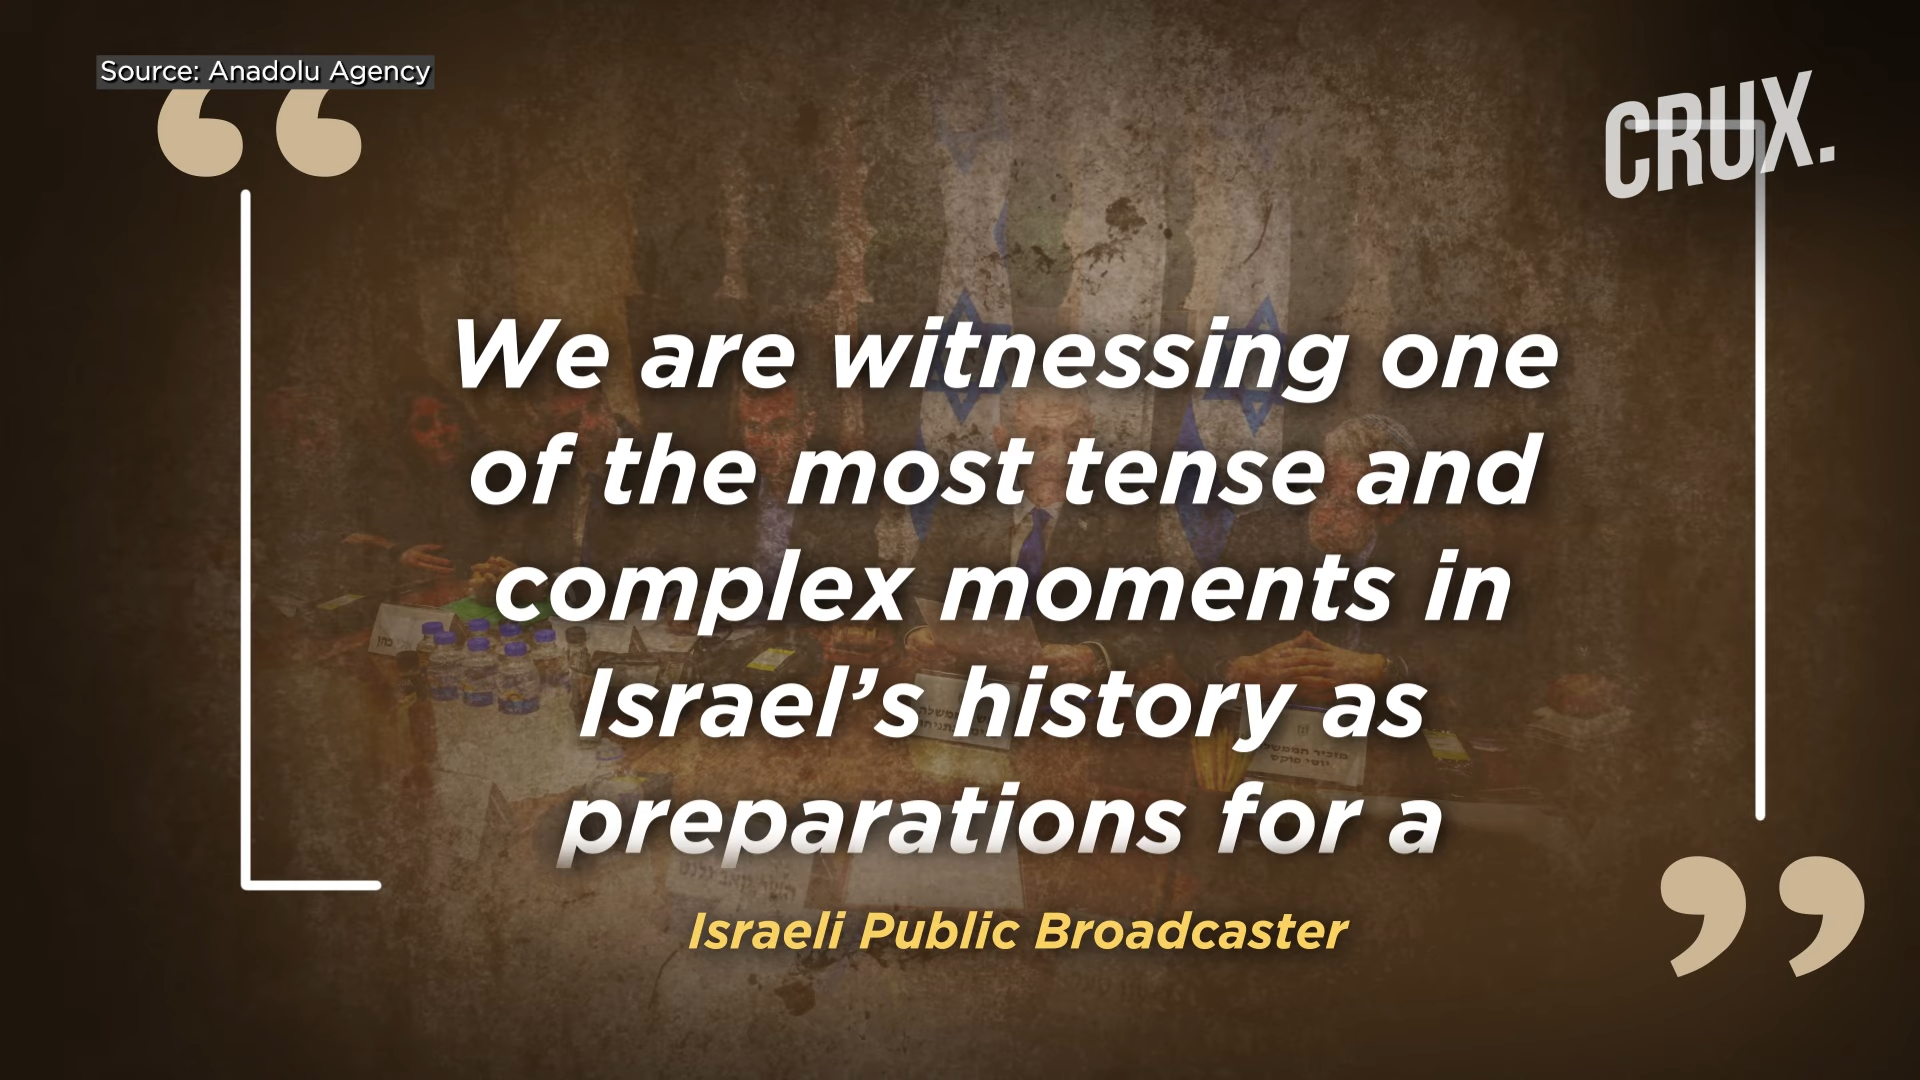 Source: Anadolu Agency
CRUX.
We are witnessing one
of the most tense and
complex moments in
Israel’s history as
preparations for a
Israeli Public Broadcaster